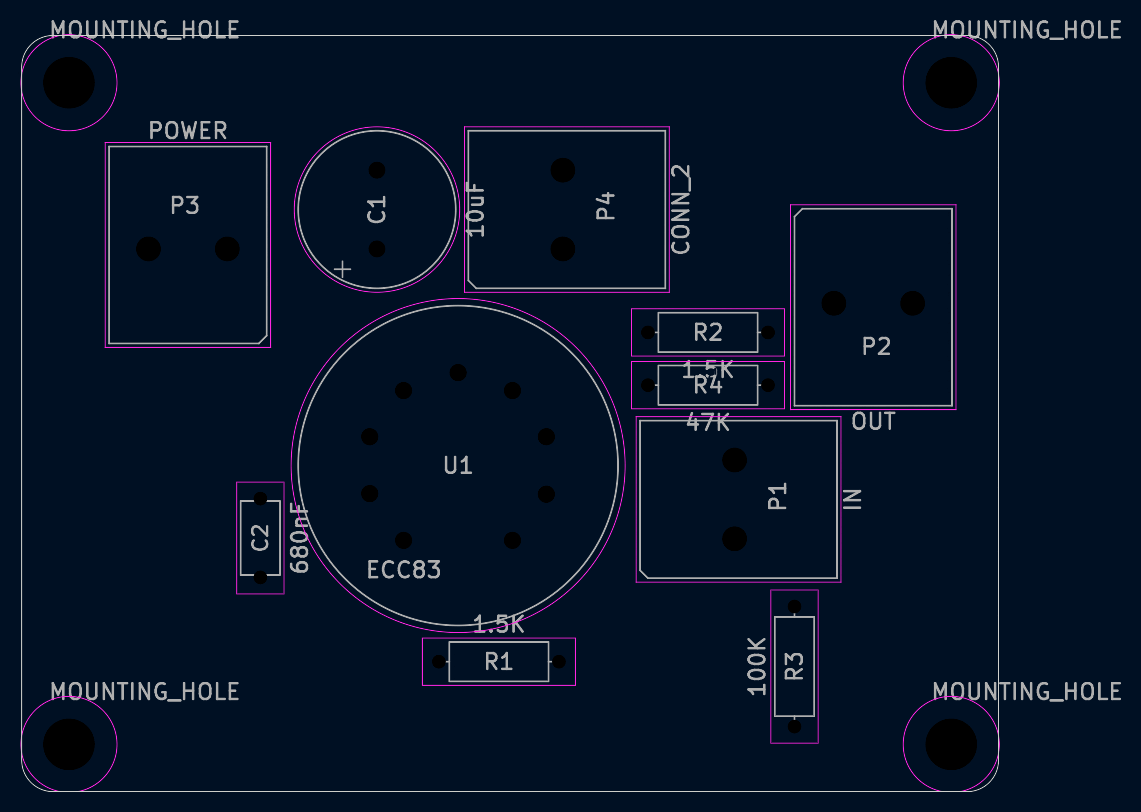 MOUNTING_HOLE
MOUNTING_HOLE
POWER
P3
C1
10uF
+
P4
CONN_2
R2
1.5K
R4
47K
P2
OUT
U1
ECC83
C2
680nF
P1
IN
1.5K
R1
100K
R3
MOUNTING_HOLE
MOUNTING_HOLE